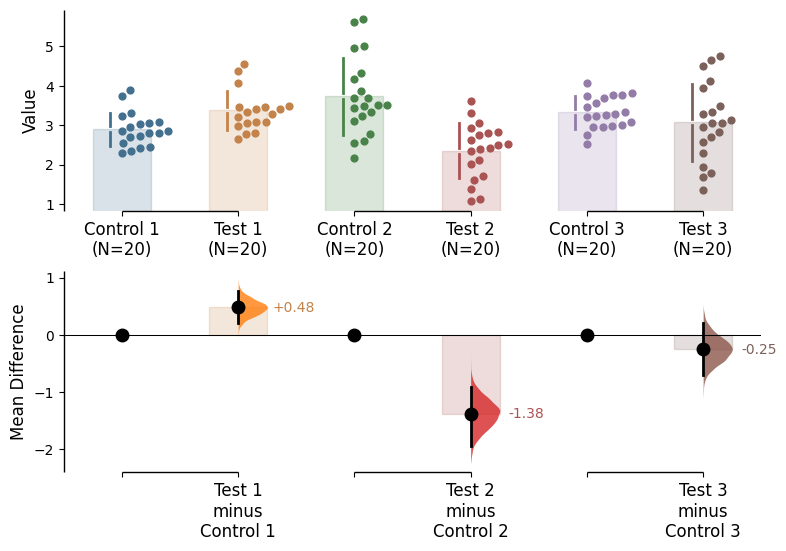 Value
5
4
3
2
1
Control 1 Test 1 Control 2 Test 2 Control 3 Test 3
(N=20) (N=20) (N=20) (N=20) (N=20) (N=20)
Mean Difference
1
0
−1
−2
+0.48
-1.38
-0.25
Test 1 Test 2 Test 3
minus minus minus
Control 1 Control 2 Control 3